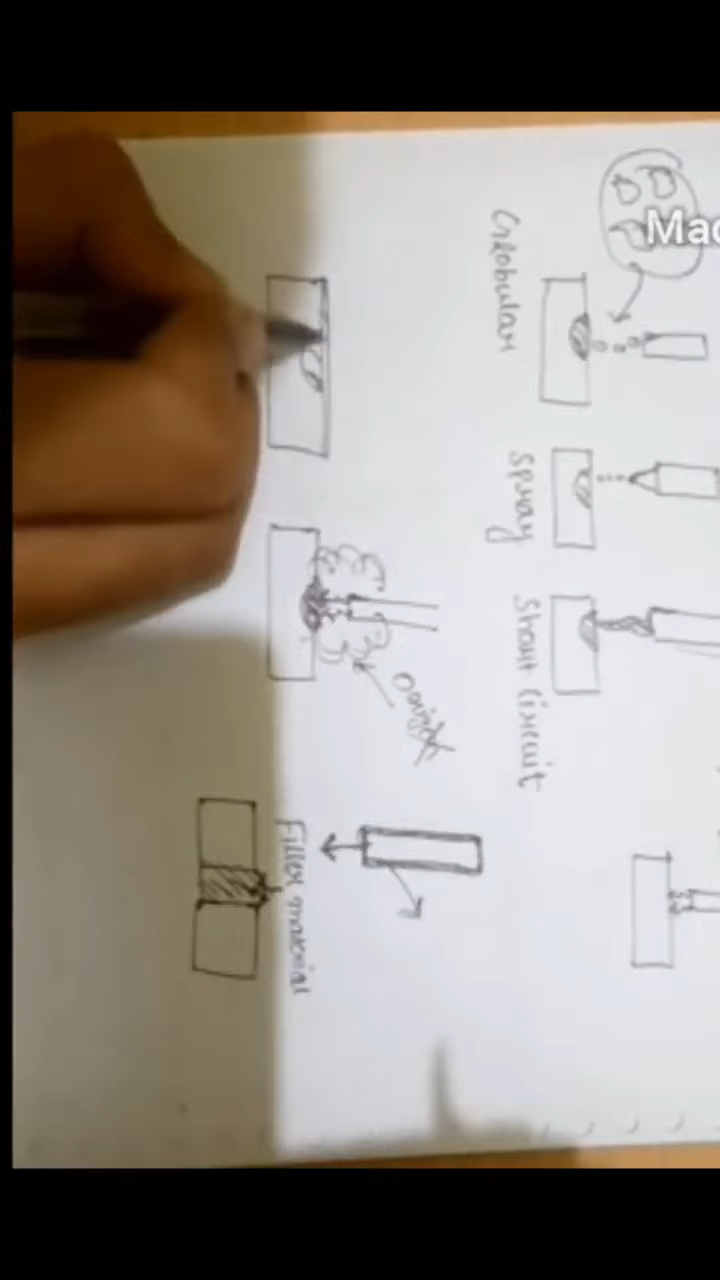 Mac
Globular
Spray
Short Circuit
Filler material